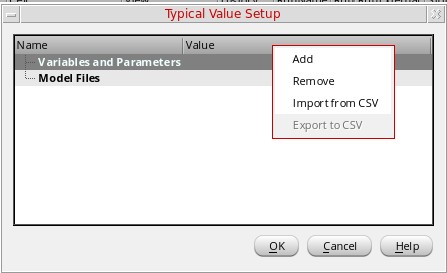 Typical Value Setup
Name Value
Variables and Parameters
Model Files
Add
Remove
Import from CSV
Export to CSV
OK Cancel Help